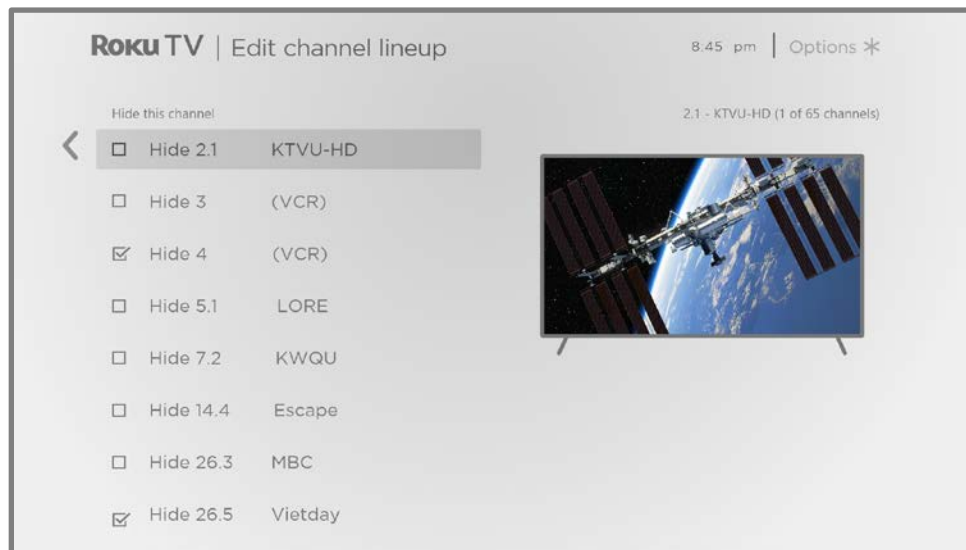 Roku TV | Edit channel lineup
8:45 pm | Options
Hide this channel
2.1 - KTVU-HD (1 of 65 channels)
Hide 2.1 KTVU-HD
Hide 3 (VCR)
Hide 4 (VCR)
Hide 5.1 LORE
Hide 7.2 KWQU
Hide 14.4 Escape
Hide 26.3 MBC
Hide 26.5 Vietday